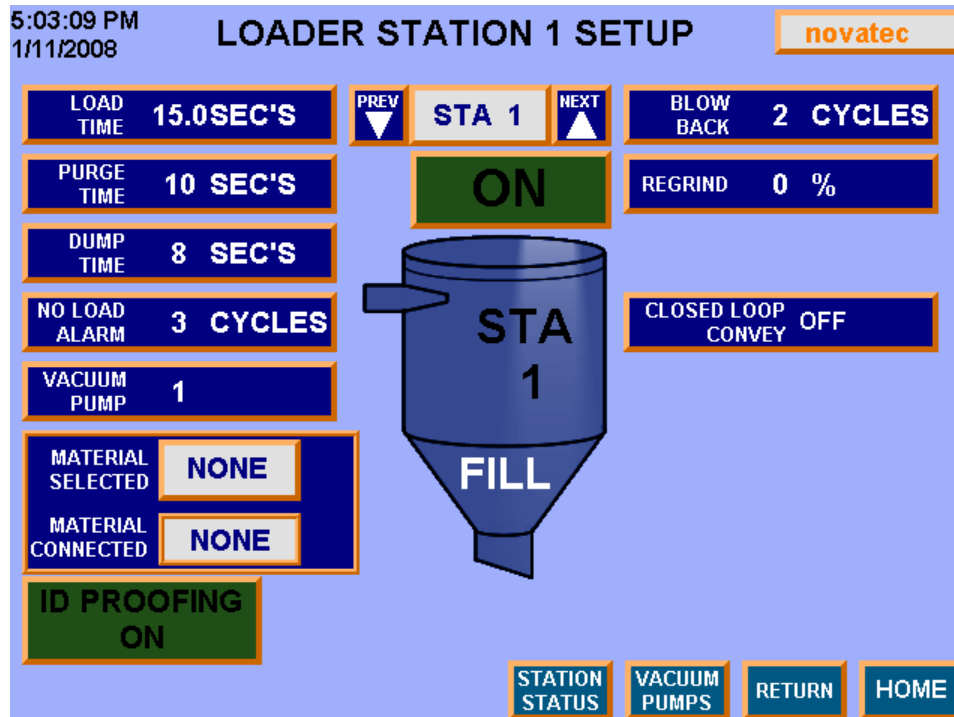 5:03:09 PM
1/11/2008
LOADER STATION 1 SETUP
novatec
LOAD TIME 15.0SEC'S
PREV
STA 1
NEXT
BLOW BACK 2 CYCLES
PURGE TIME 10 SEC'S
ON
REGRIND 0 %
DUMP TIME 8 SEC'S
NO LOAD ALARM 3 CYCLES
STA
1
FILL
CLOSED LOOP CONVEY OFF
VACUUM PUMP 1
MATERIAL SELECTED NONE
MATERIAL CONNECTED NONE
ID PROOFING
ON
STATION
STATUS
VACUUM
PUMPS
RETURN
HOME